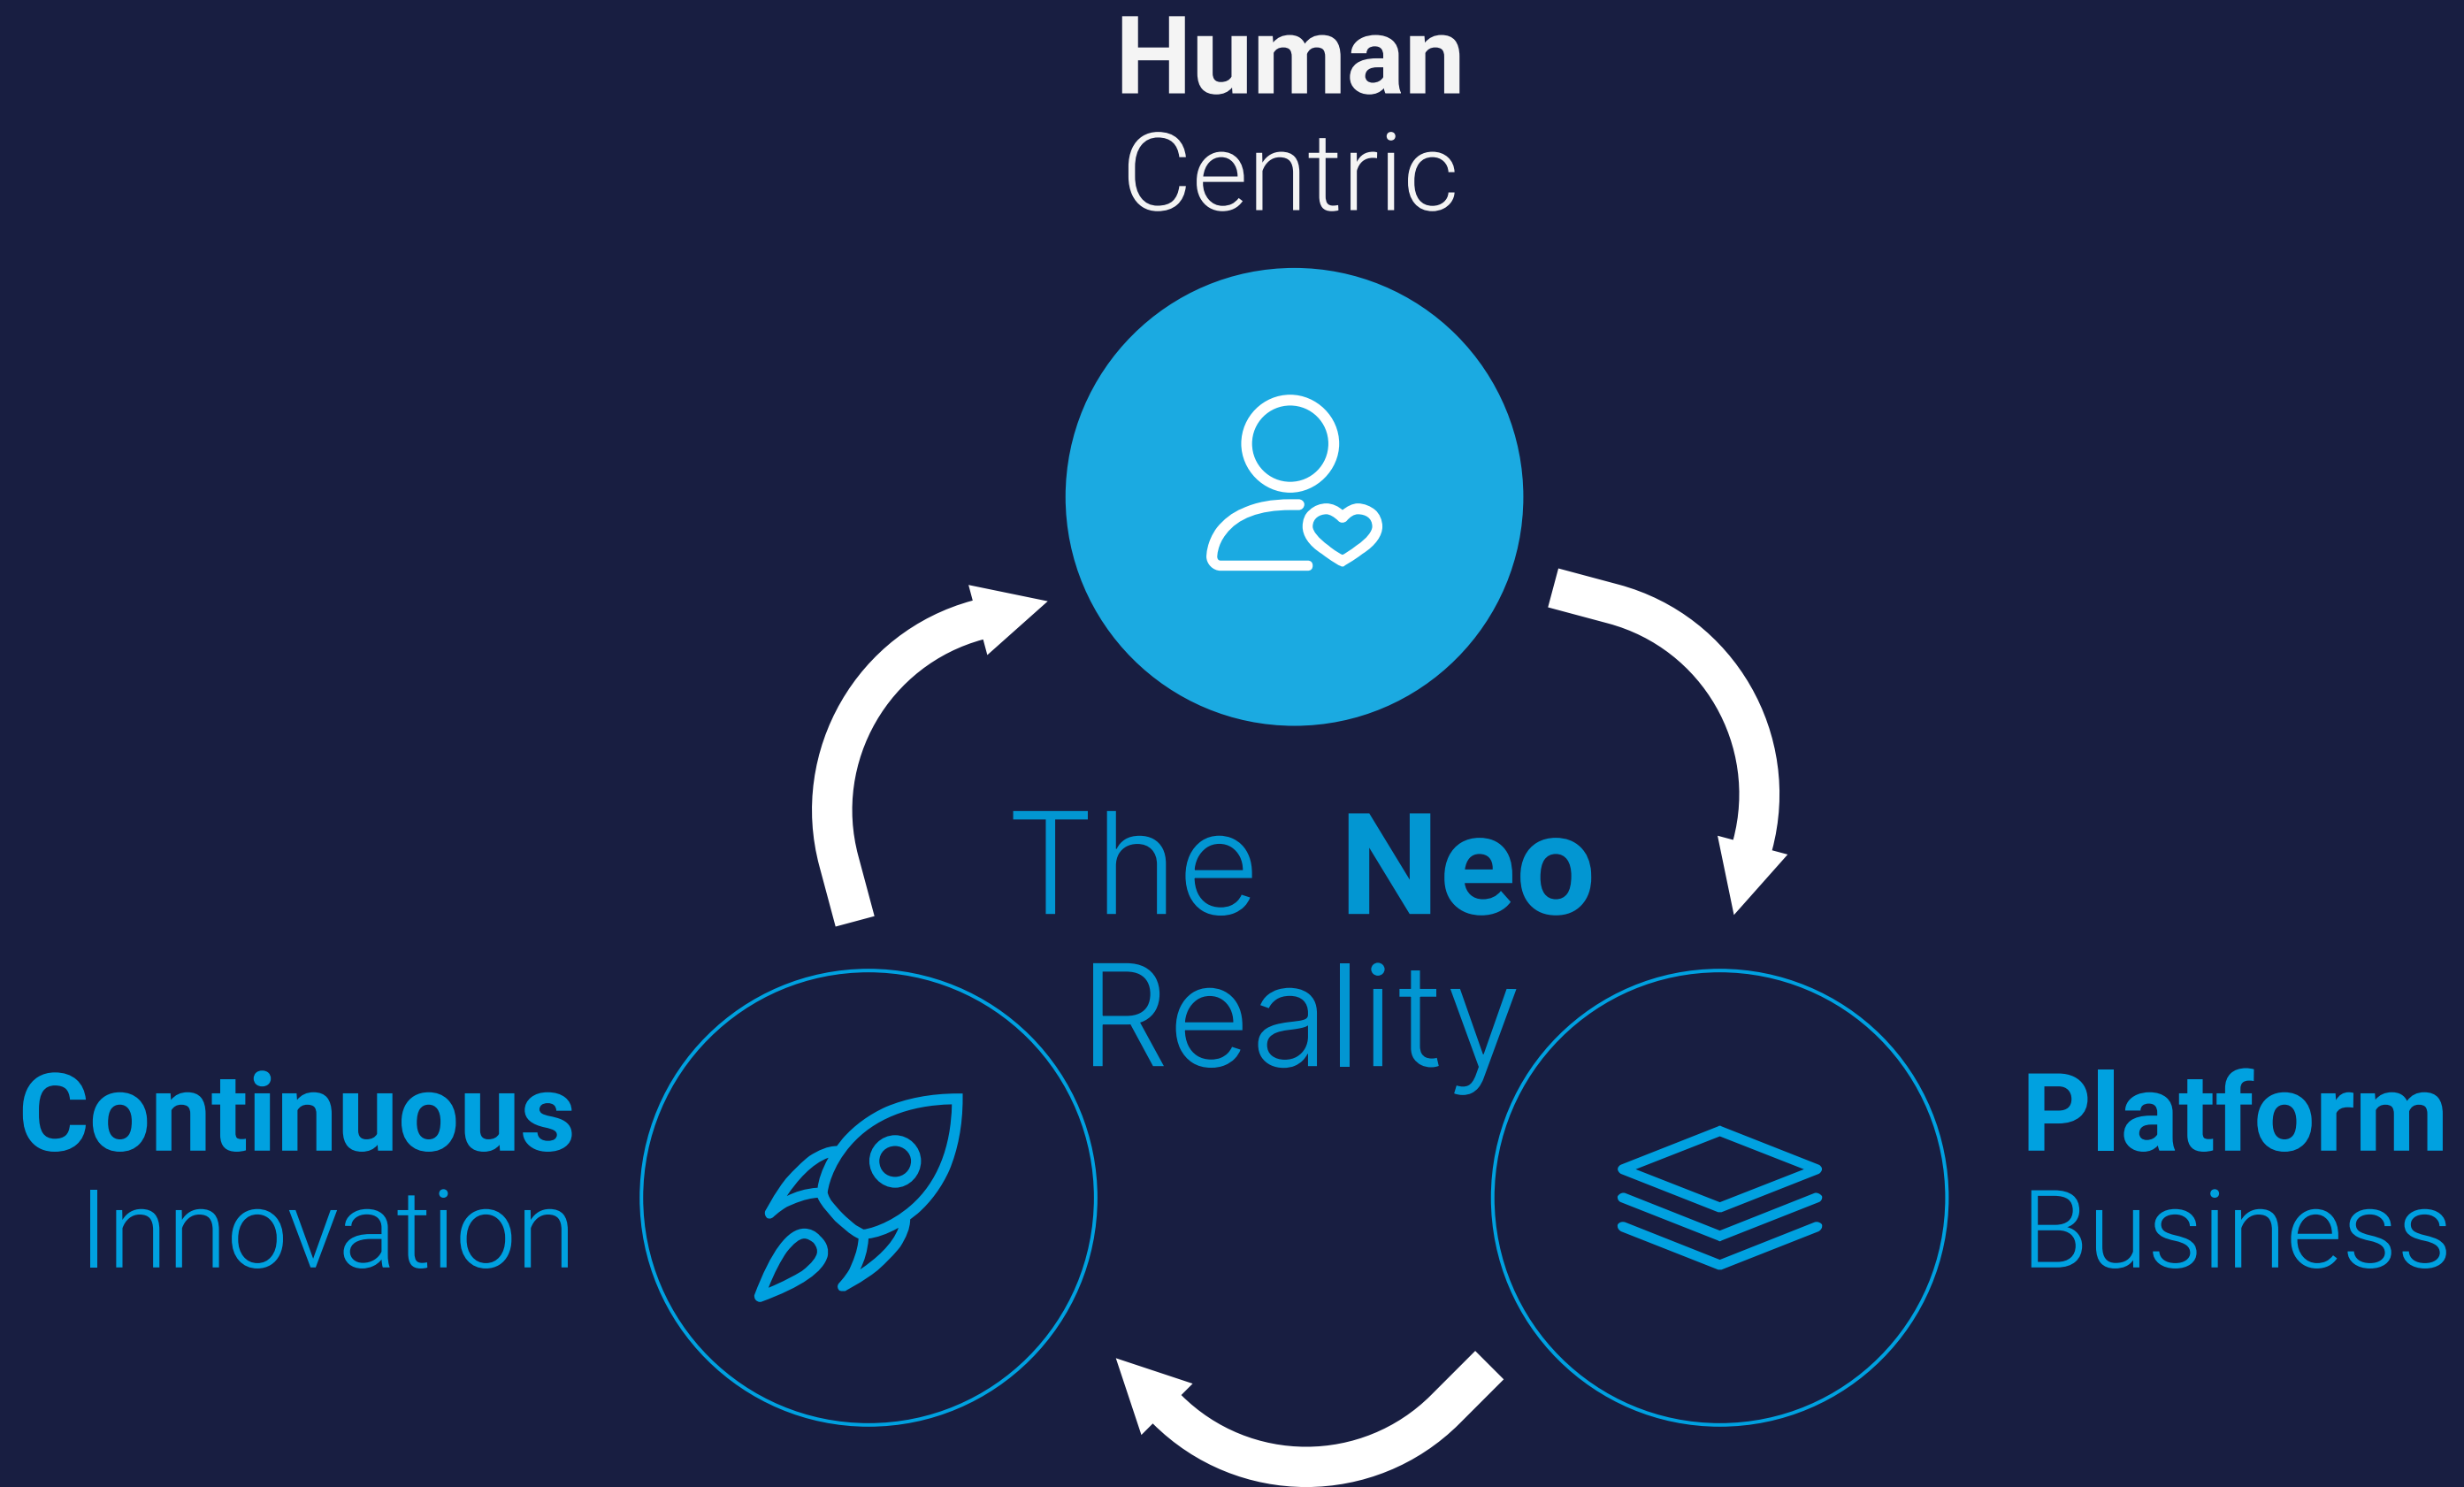 Human
Centric
The Neo
Reality
Continuous
Innovation
Platform
Business